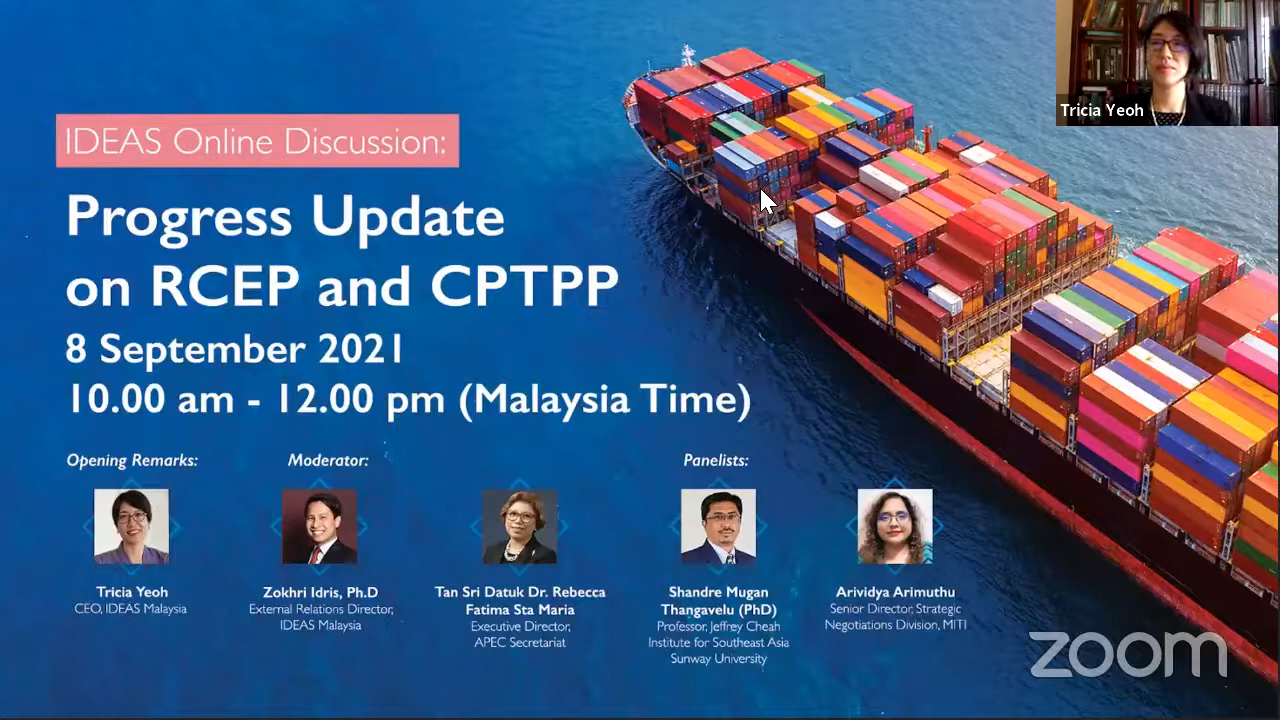 Tricia Yeoh
IDEAS Online Discussion:
Progress Update
on RCEP and CPTPP
8 September 2021
10.00 am - 12.00 pm (Malaysia Time)
Opening Remarks:
Moderator:
Panelists:
Tricia Yeoh
CEO, IDEAS Malaysia
Zokhri Idris, Ph.D
External Relations Director,
IDEAS Malaysia
Tan Sri Datuk Dr. Rebecca
Fatima Sta Maria
Executive Director,
APEC Secretariat
Shandre Mugan
Thangavelu (PhD)
Professor, Jeffrey Cheah
Institute for Southeast Asia
Sunway University
Arividya Arimuthu
Senior Director, Strategic
Negotiations Division, MITI
zoom